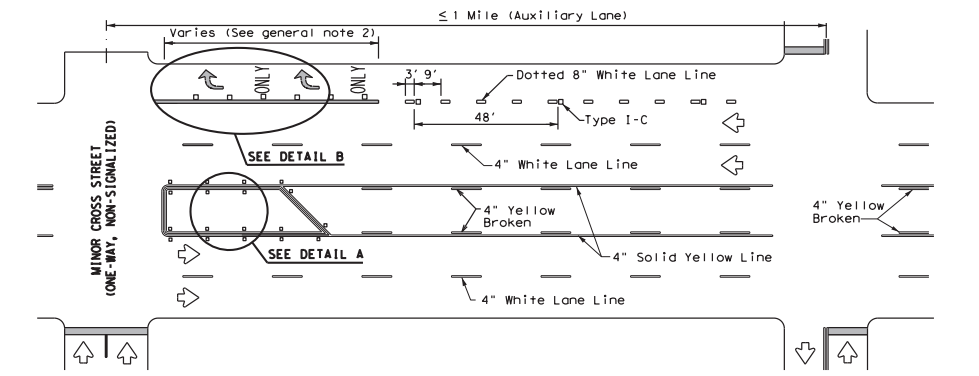 ≤ 1 Mile (Auxiliary Lane)
Varies (See general note 2)
ONLY
ONLY
3' 9'
Dotted 8" White Lane Line
48'
Type I-C
SEE DETAIL B
4" White Lane Line
MINOR CROSS STREET
(ONE-WAY, NON-SIGNALIZED)
4" Yellow
Broken
4" Yellow
Broken
SEE DETAIL A
4" Solid Yellow Line
4" White Lane Line